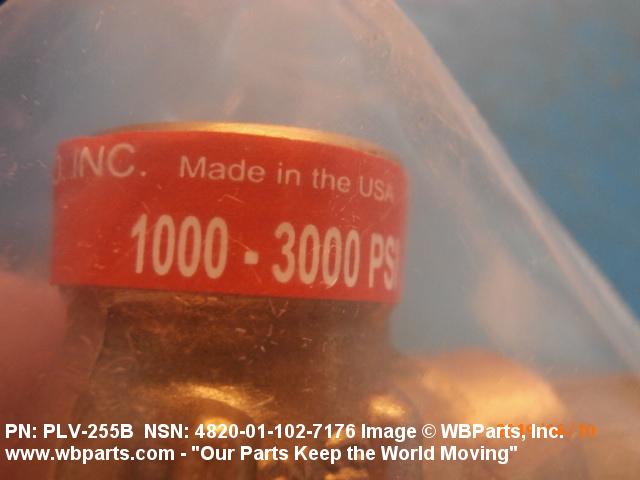 O. INC. Made in the USA
1000 - 3000 PSI
PN: PLV-255B NSN: 4820-01-102-7176 Image © WBParts, Inc.
www.wbparts.com - "Our Parts Keep the World Moving"